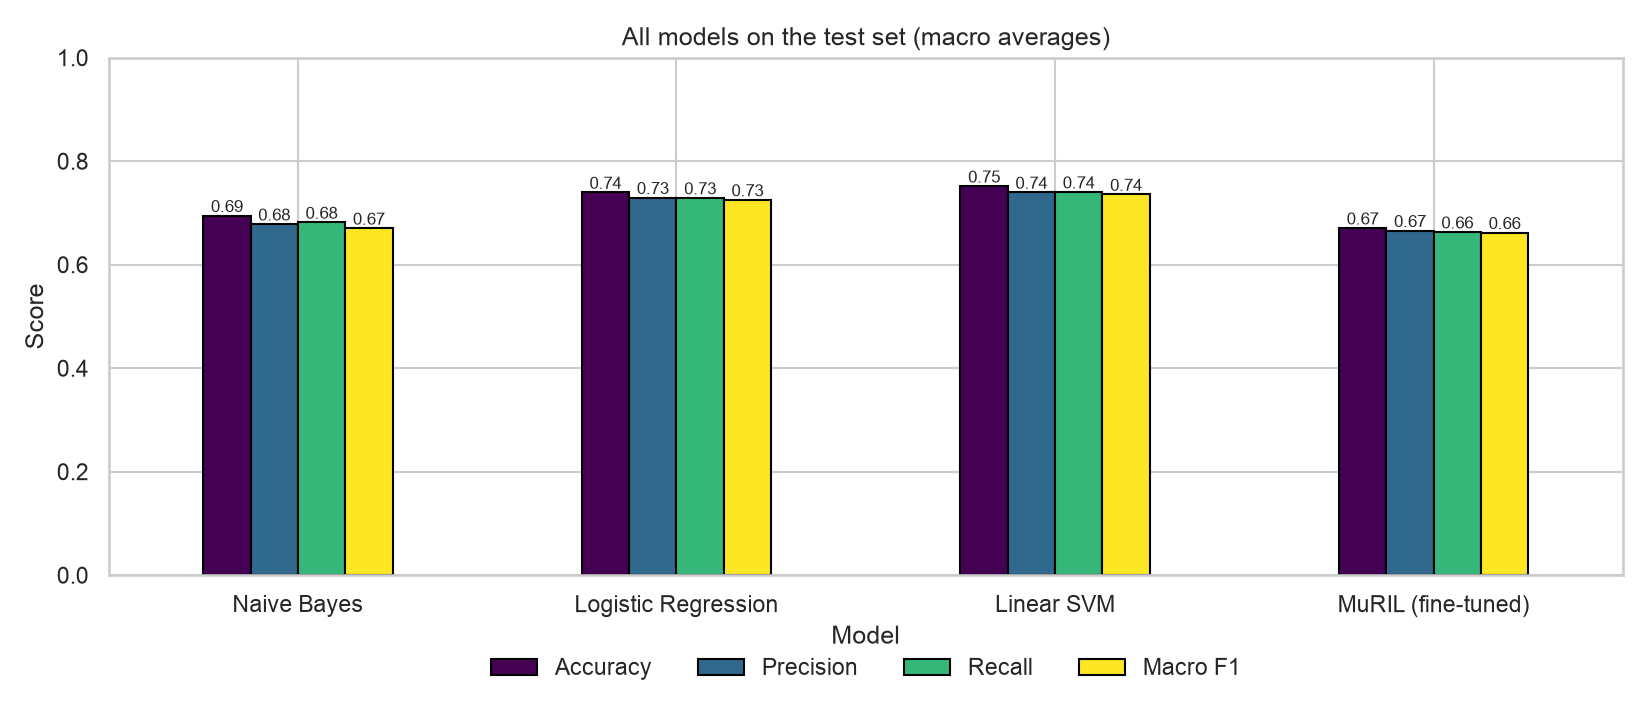 All models on the test set (macro averages)
1.0
0.8
0.6
0.4
0.2
0.0
Score
0.69 0.68 0.68 0.67
0.74 0.73 0.73 0.73
0.75 0.74 0.74 0.74
0.67 0.67 0.66 0.66
Naive Bayes Logistic Regression Linear SVM MuRIL (fine-tuned)
Model
Accuracy Precision Recall Macro F1